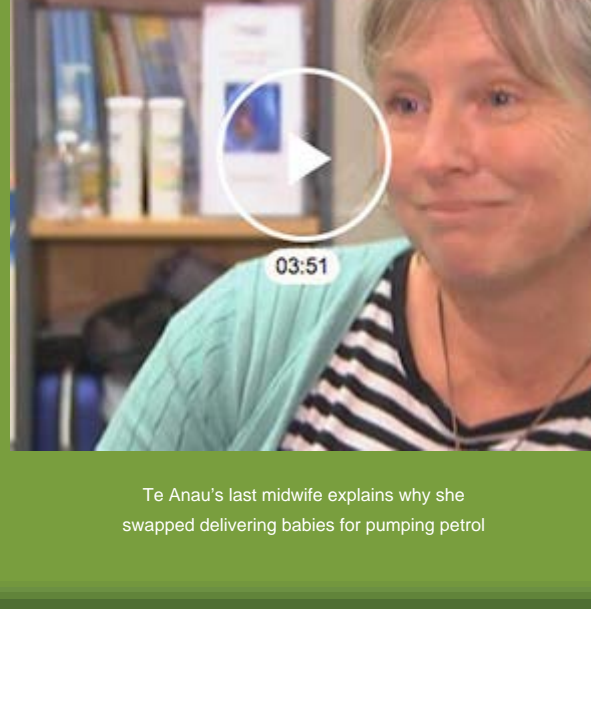 03:51
Te Anau’s last midwife explains why she
swapped delivering babies for pumping petrol